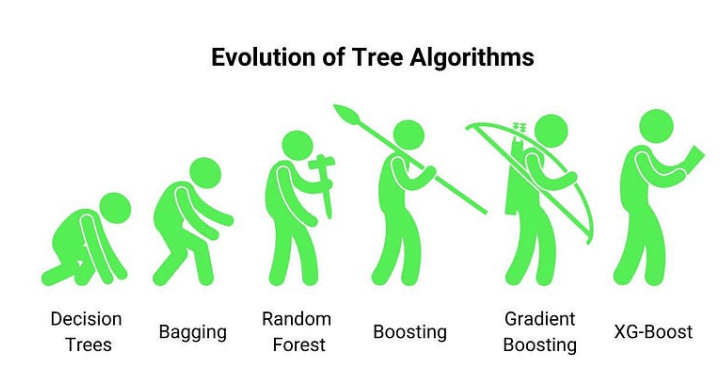 Evolution of Tree Algorithms
Decision
Trees
Bagging
Random
Forest
Boosting
Gradient
Boosting
XG-Boost